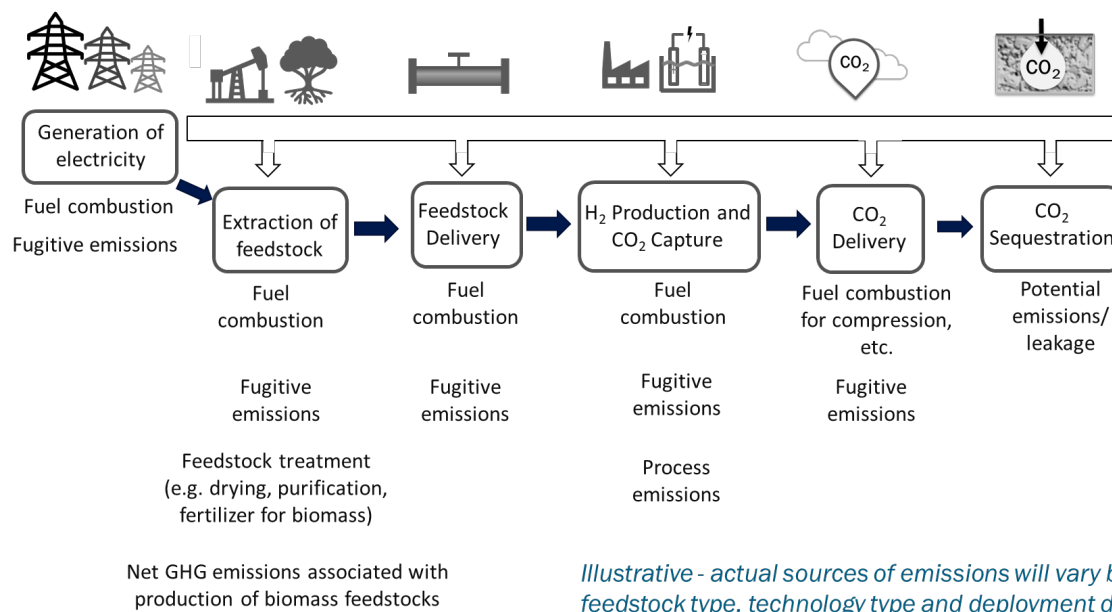 CO2
CO2
Generation of
electricity
Fuel combustion
Fugitive emissions
Extraction of
feedstock
Fuel
combustion
Fugitive
emissions
Feedstock treatment
(e.g. drying, purification,
fertilizer for biomass)
Net GHG emissions associated with
production of biomass feedstocks
Feedstock
Delivery
Fuel
combustion
Fugitive
emissions
H2 Production and
CO2 Capture
Fuel
combustion
Fugitive
emissions
Process
emissions
CO2
Delivery
Fuel combustion
for compression,
etc.
Fugitive
emissions
CO2
Sequestration
Potential
emissions/
leakage
Illustrative - actual sources of emissions will vary
feedstock type, technology type and deployment